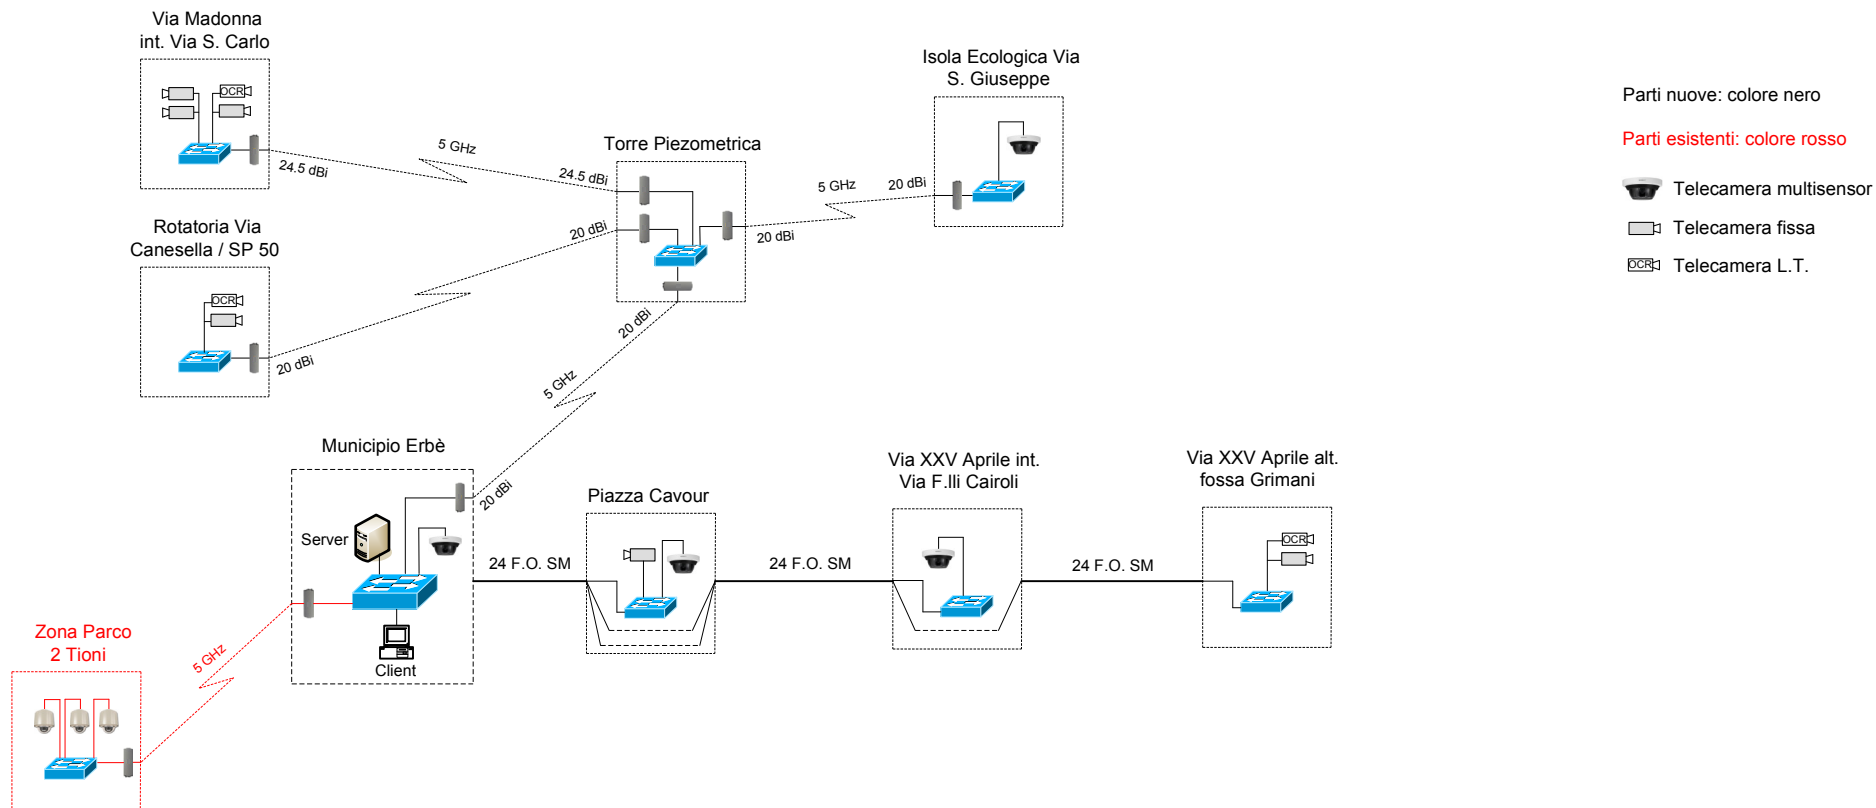 Via Madonna
int. Via S. Carlo
OCR
24.5 dBi
5 GHz
24.5 dBi
Torre Piezometrica
Isola Ecologica Via
S. Giuseppe
5 GHz
20 dBi
20 dBi
Parti nuove: colore nero
Parti esistenti: colore rosso
Telecamera multisensor
Telecamera fissa
OCR
Telecamera L.T.
Rotatoria Via
Canesella / SP 50
OCR
20 dBi
20 dBi
20 dBi
5 GHz
20 dBi
Municipio Erbè
Server
Client
24 F.O. SM
Piazza Cavour
24 F.O. SM
Via XXV Aprile int.
Via F.lli Cairoli
24 F.O. SM
Via XXV Aprile alt.
fossa Grimani
OCR
Zona Parco
2 Tioni
5 GHz